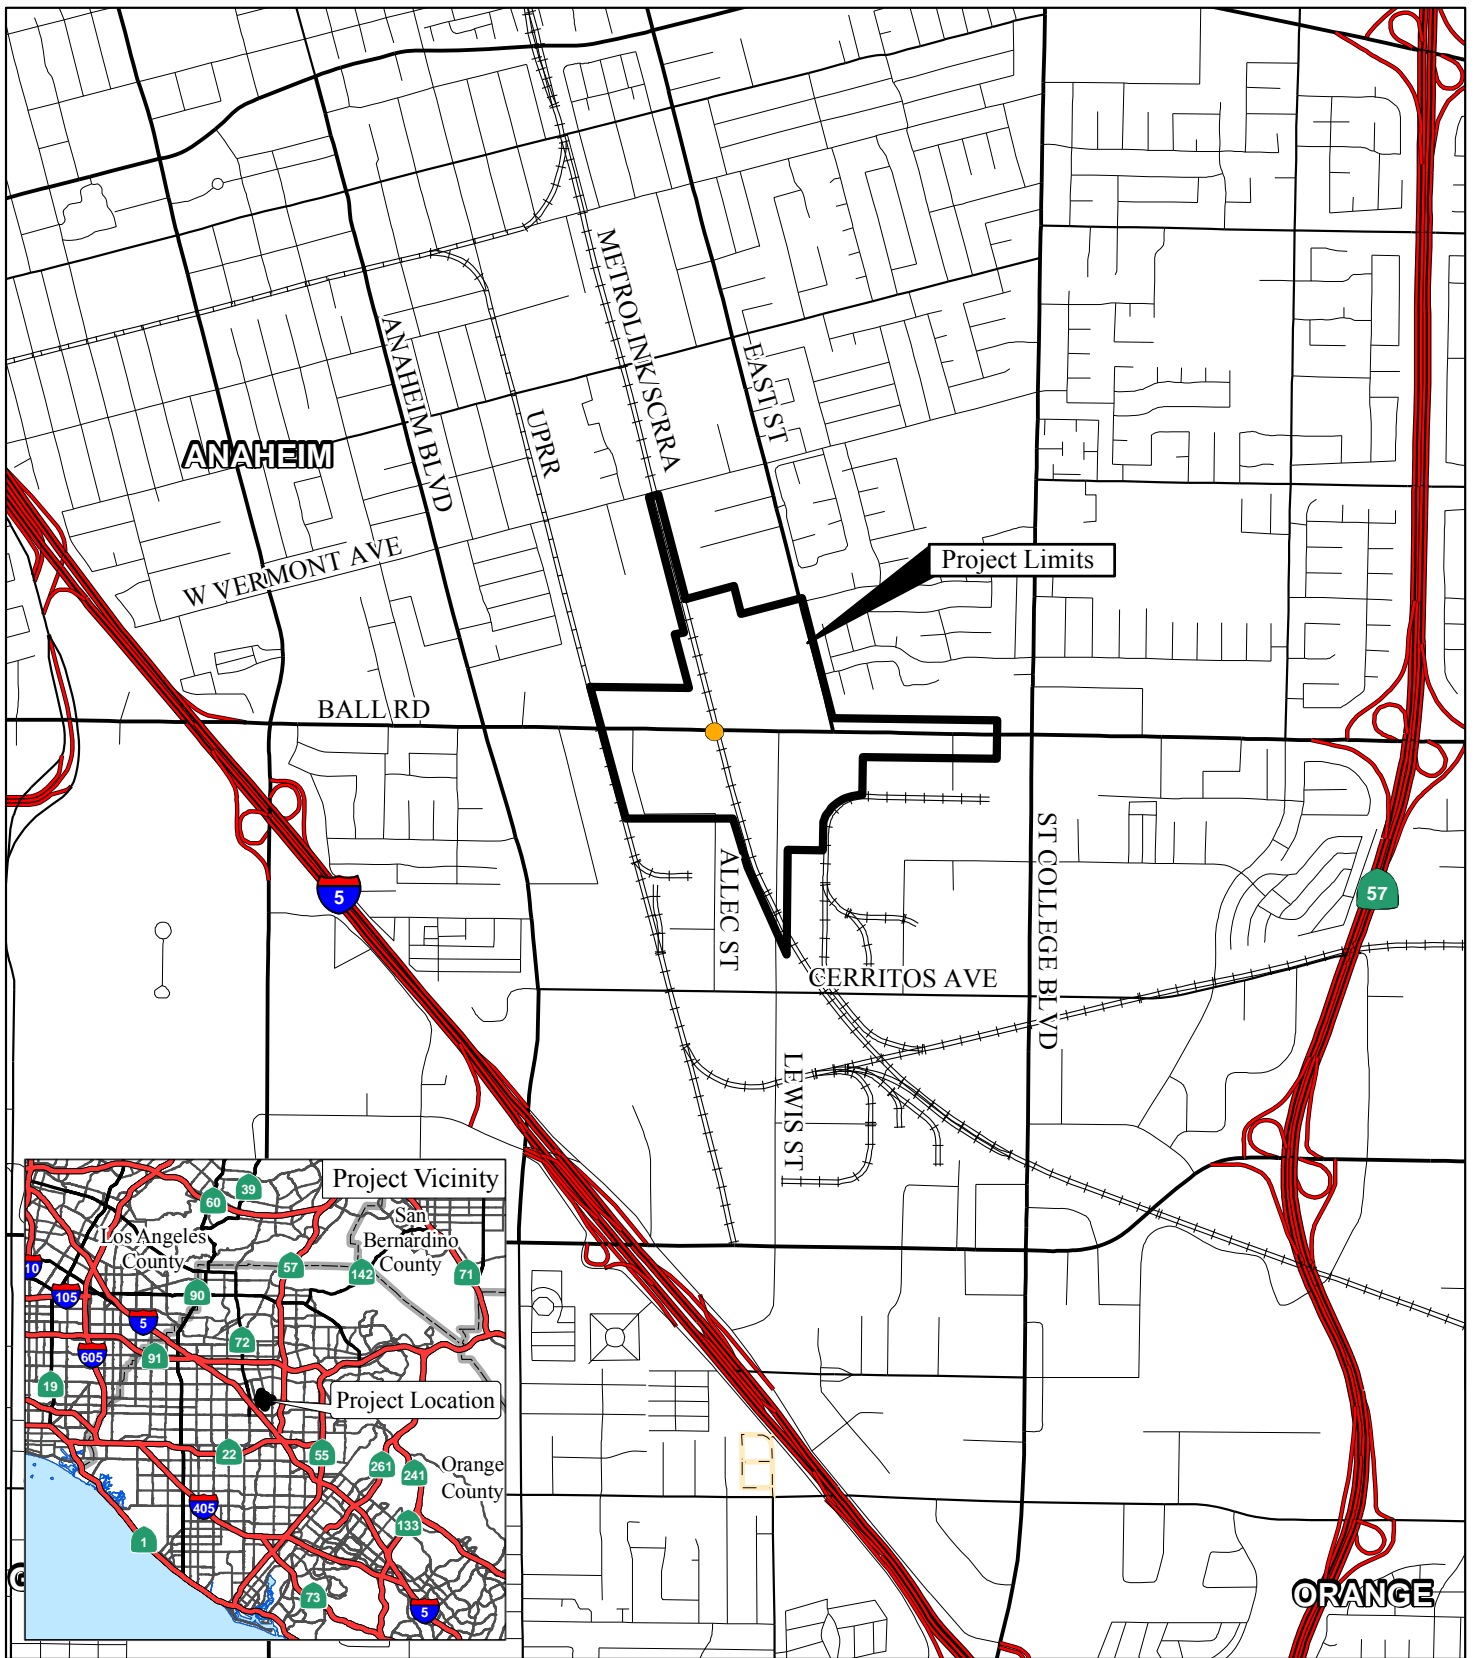 METROLINK/SCRRA
ANAHEIM BLVD
EAST ST
UPRR
ANAHEIM
W VERMONT AVE
Project Limits
BALL RD
ST COLLEGE BLVD
ALLEC ST
5
57
CERRITOS AVE
LEWIS ST
Project Vicinity
60
39
Los Angeles
County
San
Bernardino
County
10
57
142
71
105
90
5
72
605
91
19
Project Location
22
55
261
241
Orange
County
405
133
1
73
5
ORANGE